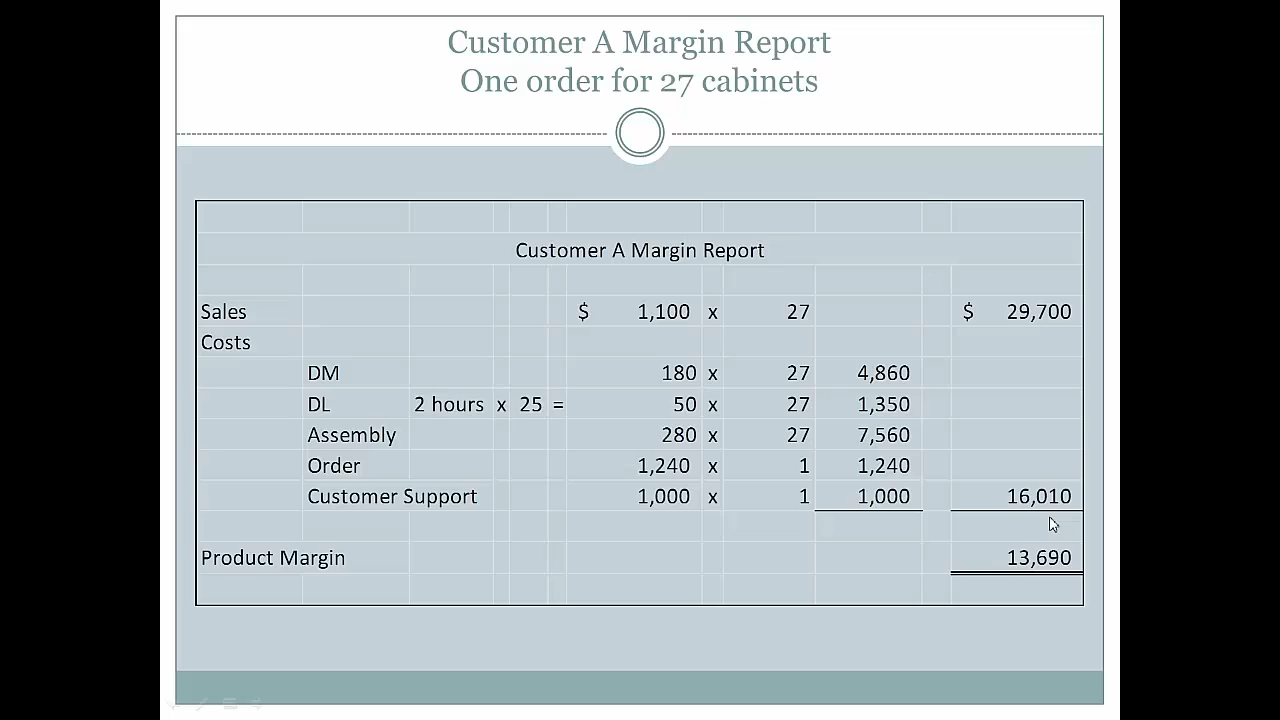 Customer A Margin Report
One order for 27 cabinets
Customer A Margin Report
Sales $ 1,100 x 27 $ 29,700
Costs
DM 180 x 27 4,860
DL 2 hours x 25 = 50 x 27 1,350
Assembly 280 x 27 7,560
Order 1,240 x 1 1,240
Customer Support 1,000 x 1 1,000 16,010
Product Margin 13,690